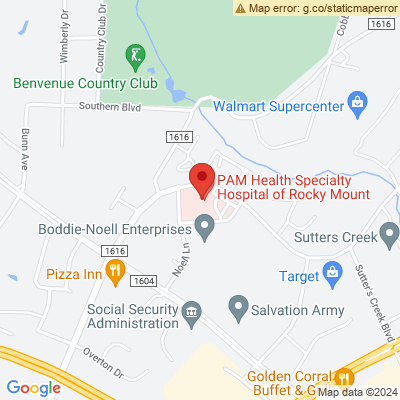 Map error: g.co/staticmaperror
Wimberly Dr
Country Club Dr
Cobb
1616
Benvenue Country Club
Southern Blvd
Walmart Supercenter
Bunn Ave
1616
PAM Health Specialty
Hospital of Rocky Mount
Boddie-Noell Enterprises
Sutters Creek
1616
Noell Ln
Pizza Inn
1604
Target
Sutter's Creek Blvd
Social Security
Administration
Salvation Army
Overton Dr
Golden Corral
Buffet & G
Google
Map data ©2024